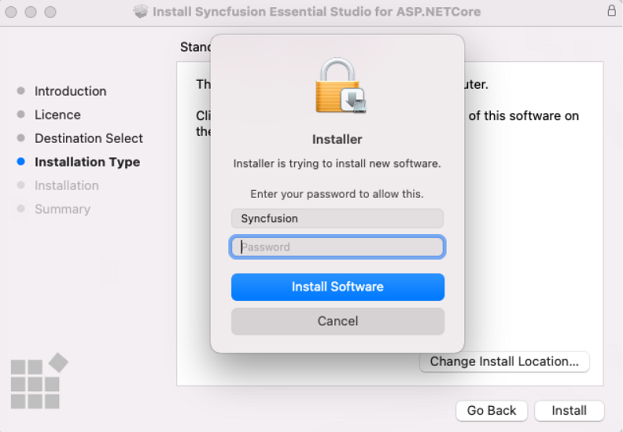 Install Syncfusion Essential Studio for ASP.NETCore
Stand
Introduction
Licence
Destination Select
Installation Type
Installation
Summary
Th
uter.
Cli
of this software on
the
Installer
Installer is trying to install new software.
Enter your password to allow this.
Syncfusion
Password
Install Software
Cancel
Change Install Location...
Go Back
Install